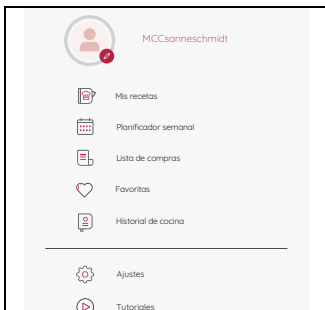 MCCsanneschmidt
Mis recetas
Planificador semanal
Lista de compras
Favoritas
Historial de cocina
Ajustes
Tutoriales